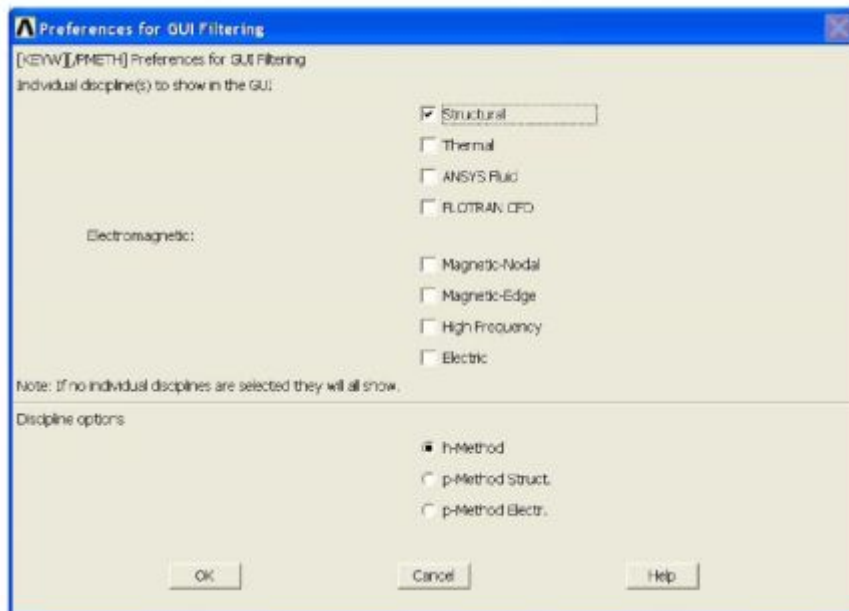 Preferences for GUI Filtering
[KEYW][/PMETH] Preferences for GUI Filtering
Individual discipline(s) to show in the GUI
Structural
Thermal
ANSYS Fluid
FLOTRAN CFD
Electromagnetic:
Magnetic-Nodal
Magnetic-Edge
High Frequency
Electric
Note: If no individual disciplines are selected they will all show.
Discipline options
h-Method
p-Method Struct.
p-Method Electr.
OK
Cancel
Help